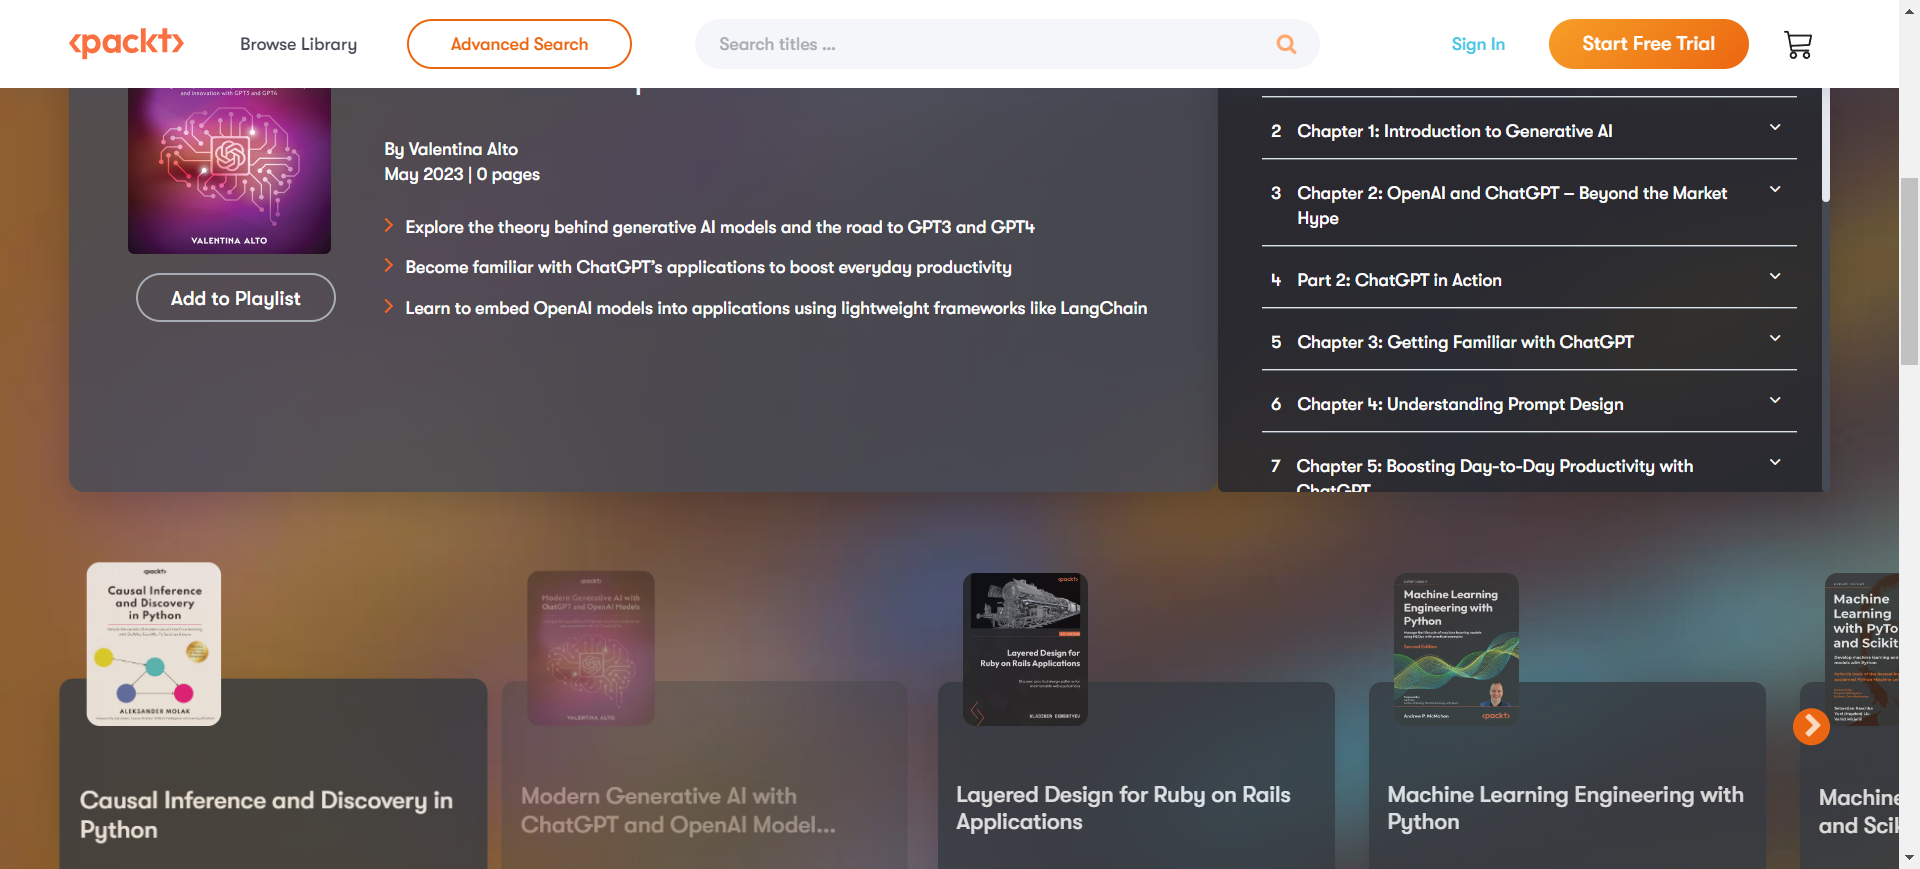 <packt>
Browse Library
Advanced Search
Search titles ...
Sign In
Start Free Trial
and innovation with GPT3 and GPT4
VALENTINA ALTO
Add to Playlist
By Valentina Alto
May 2023 | 0 pages
Explore the theory behind generative AI models and the road to GPT3 and GPT4
Become familiar with ChatGPT's applications to boost everyday productivity
Learn to embed OpenAI models into applications using lightweight frameworks like LangChain
2 Chapter 1: Introduction to Generative AI
3 Chapter 2: OpenAI and ChatGPT – Beyond the Market
Hype
4 Part 2: ChatGPT in Action
5 Chapter 3: Getting Familiar with ChatGPT
6 Chapter 4: Understanding Prompt Design
7 Chapter 5: Boosting Day-to-Day Productivity with
ChatGPT
<packt>
Causal Inference
and Discovery
in Python
ALEKSANDER MOLAK
Causal Inference and Discovery in
Python
<packt>
Modern Generative AI with
ChatGPT and OpenAI Models
VALENTINA ALTO
Modern Generative AI with
ChatGPT and OpenAI Model...
<packt>
Layered Design for
Ruby on Rails Applications
VLADIMIR DEMENTYEV
Layered Design for Ruby on Rails
Applications
Machine Learning
Engineering with
Python
Second Edition
Andrew P. McMahon
<packt>
Machine Learning Engineering with
Python
Machine
Learning
with PyTo
and Scikit
Machine
and Scik